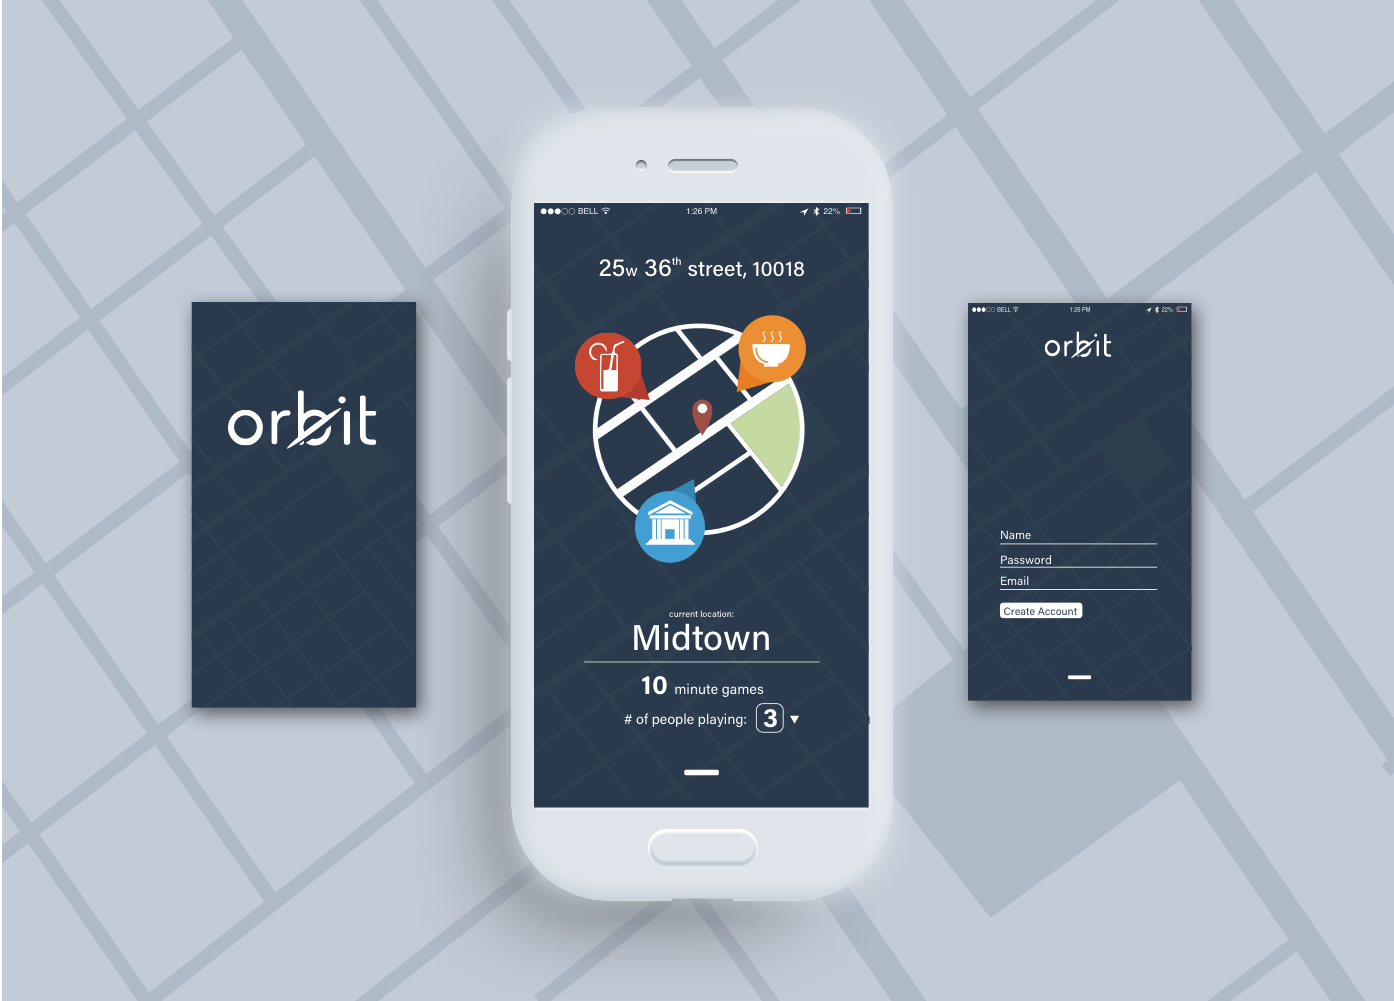 orbit
BELL 1:26 PM 22%
25w 36th street, 10018
current location:
Midtown
10 minute games
# of people playing: 3
BELL 1:26 PM 22%
orbit
Name
Password
Email
Create Account